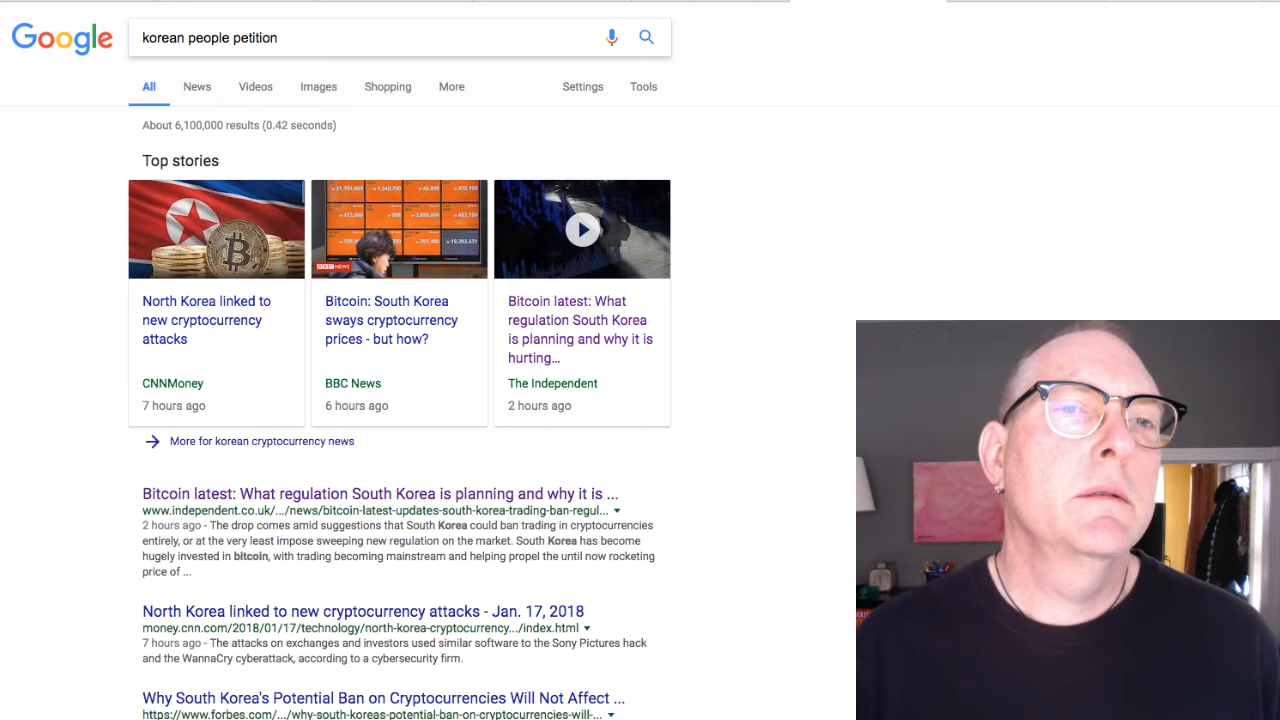 Google
korean people petition
All News Videos Images Shopping More Settings Tools
About 6,100,000 results (0.42 seconds)
Top stories
BBC NEWS
North Korea linked to
new cryptocurrency
attacks
CNNMoney
7 hours ago
Bitcoin: South Korea
sways cryptocurrency
prices - but how?
BBC News
6 hours ago
Bitcoin latest: What
regulation South Korea
is planning and why it is
hurting...
The Independent
2 hours ago
More for korean cryptocurrency news
Bitcoin latest: What regulation South Korea is planning and why it is ...
www.independent.co.uk/.../news/bitcoin-latest-updates-south-korea-trading-ban-regul...
2 hours ago - The drop comes amid suggestions that South Korea could ban trading in cryptocurrencies
entirely, or at the very least impose sweeping new regulation on the market. South Korea has become
hugely invested in bitcoin, with trading becoming mainstream and helping propel the until now rocketing
price of ...
North Korea linked to new cryptocurrency attacks - Jan. 17, 2018
money.cnn.com/2018/01/17/technology/north-korea-cryptocurrency.../index.html
7 hours ago - The attacks on exchanges and investors used similar software to the Sony Pictures hack
and the WannaCry cyberattack, according to a cybersecurity firm.
Why South Korea's Potential Ban on Cryptocurrencies Will Not Affect ...
https://www.forbes.com/.../why-south-koreas-potential-ban-on-cryptocurrencies-will-...